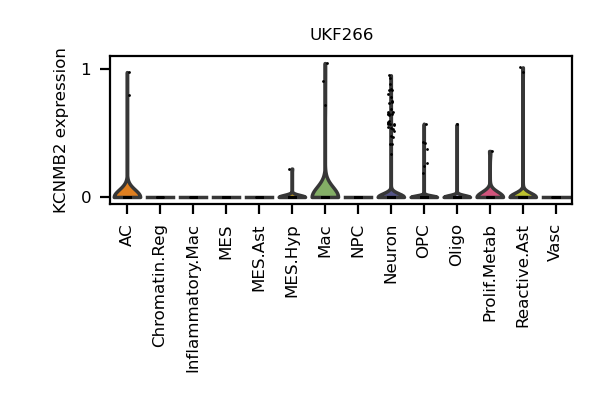 UKF266
KCNMB2 expression
1
0
AC
Chromatin.Reg
Inflammatory.Mac
MES
MES.Ast
MES.Hyp
Mac
NPC
Neuron
OPC
Oligo
Prolif.Metab
Reactive.Ast
Vasc